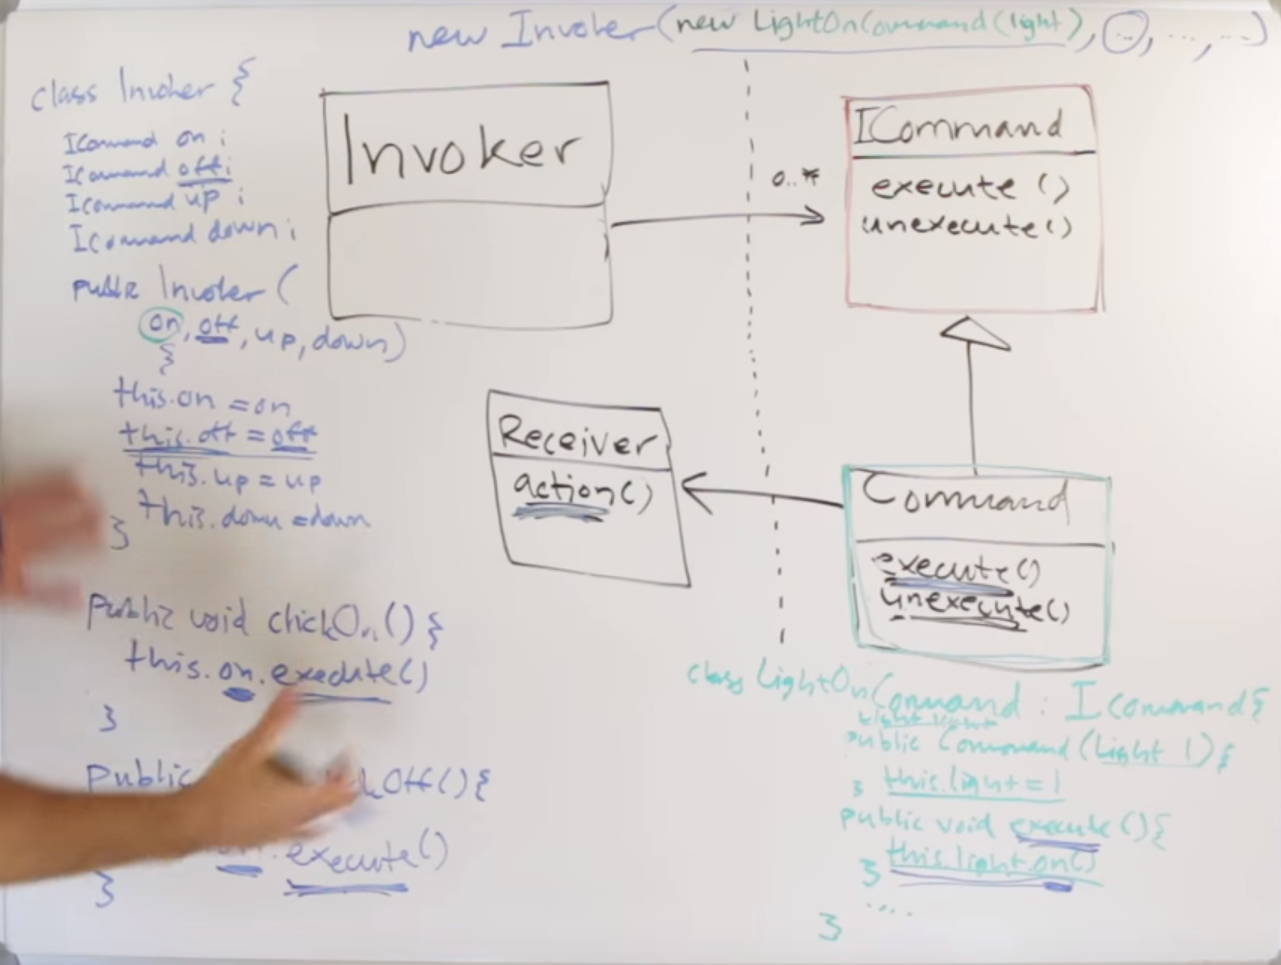 new Invoker(new LightOnCommand(light), (...), ..., ...)
class Invoker {
ICommand on;
ICommand off;
ICommand up;
ICommand down;
public Invoker(
on, off, up, down)
{
this.on = on
this.off = off
this.up = up
this.down = down
}
public void clickOn() {
this.on.execute()
}
public Off() {
.execute()
}
Invoker
0..*
ICommand
execute()
unexecute()
Receiver
action()
Command
execute()
unexecute()
class LightOnCommand : ICommand {
Light light
public Command(Light l) {
} this.light = l
public void execute() {
this.light.on()
}
....
}